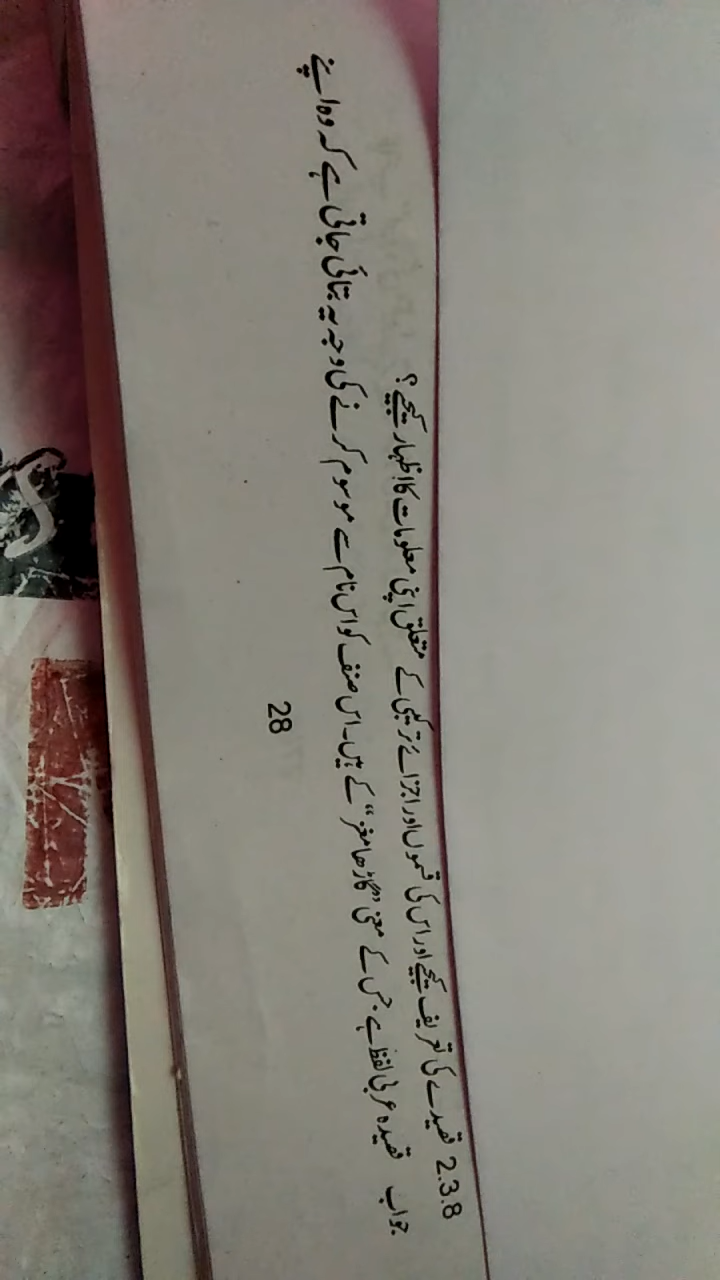 2.3.8 قصیدے کی تعریف کیجیے اور اس کی قسموں اور اجزائے ترکیبی کے متعلق اپنی معلومات کا اظہار کیجیے؟
جواب قصیدہ عربی لفظ ہے جس کے معنی ”گاڑھا مغز“ کے ہیں۔ اس صنف کو اس نام سے موسوم کرنے کی وجہ یہ بتائی جاتی ہے کہ وہ اپنے
28